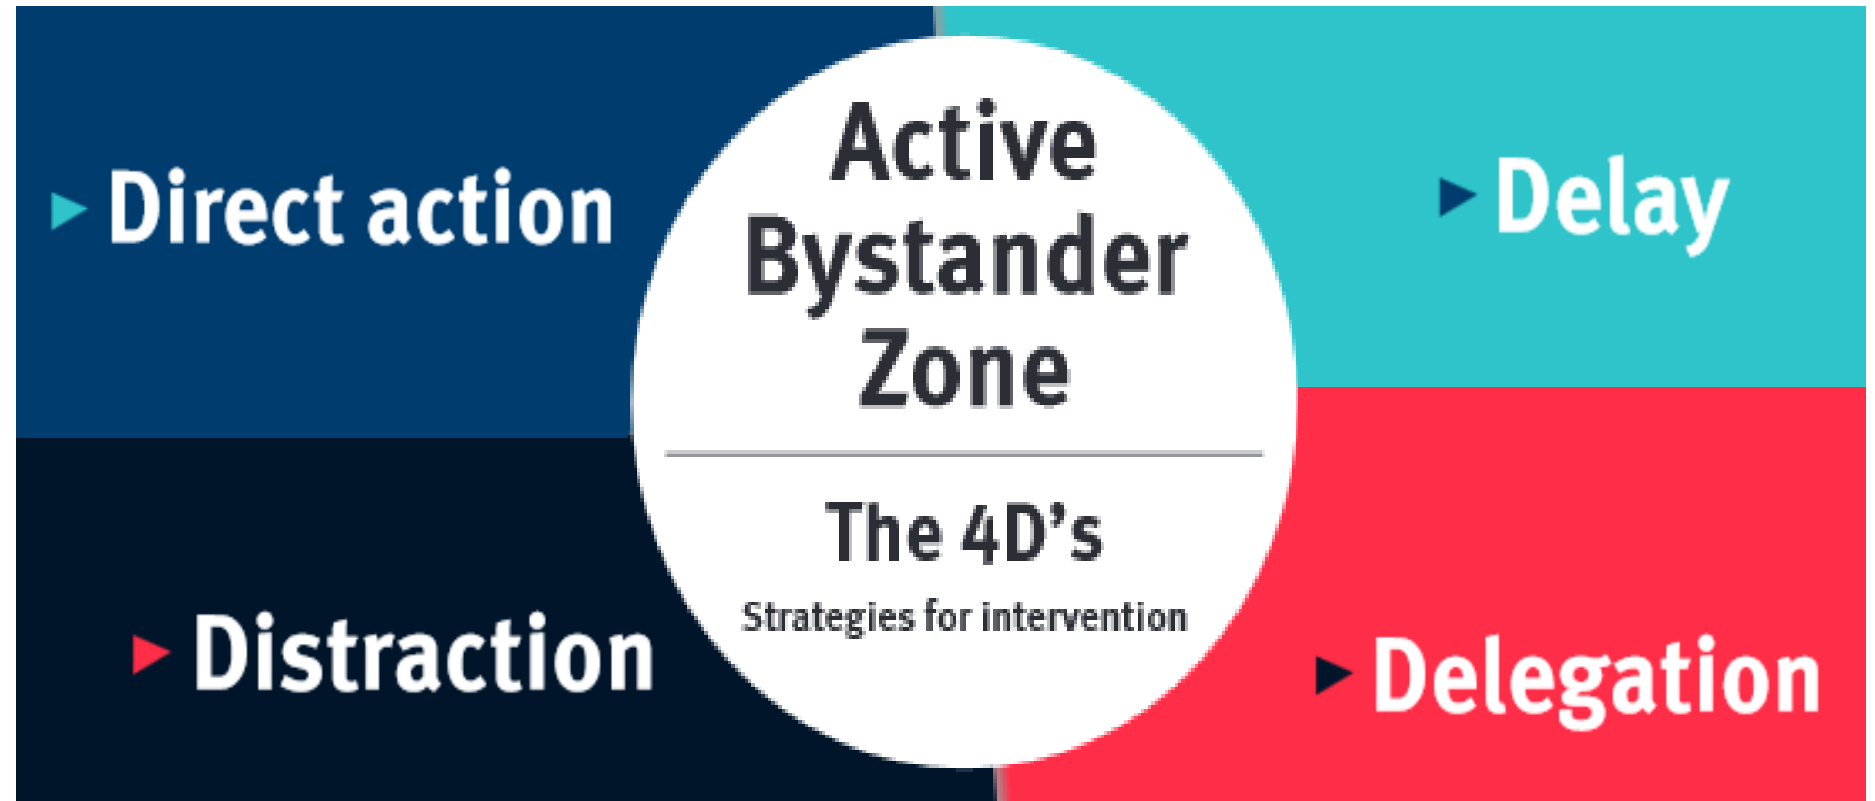 Direct action
Active
Bystander
Zone
Delay
The 4D’s
Strategies for intervention
Distraction
Delegation